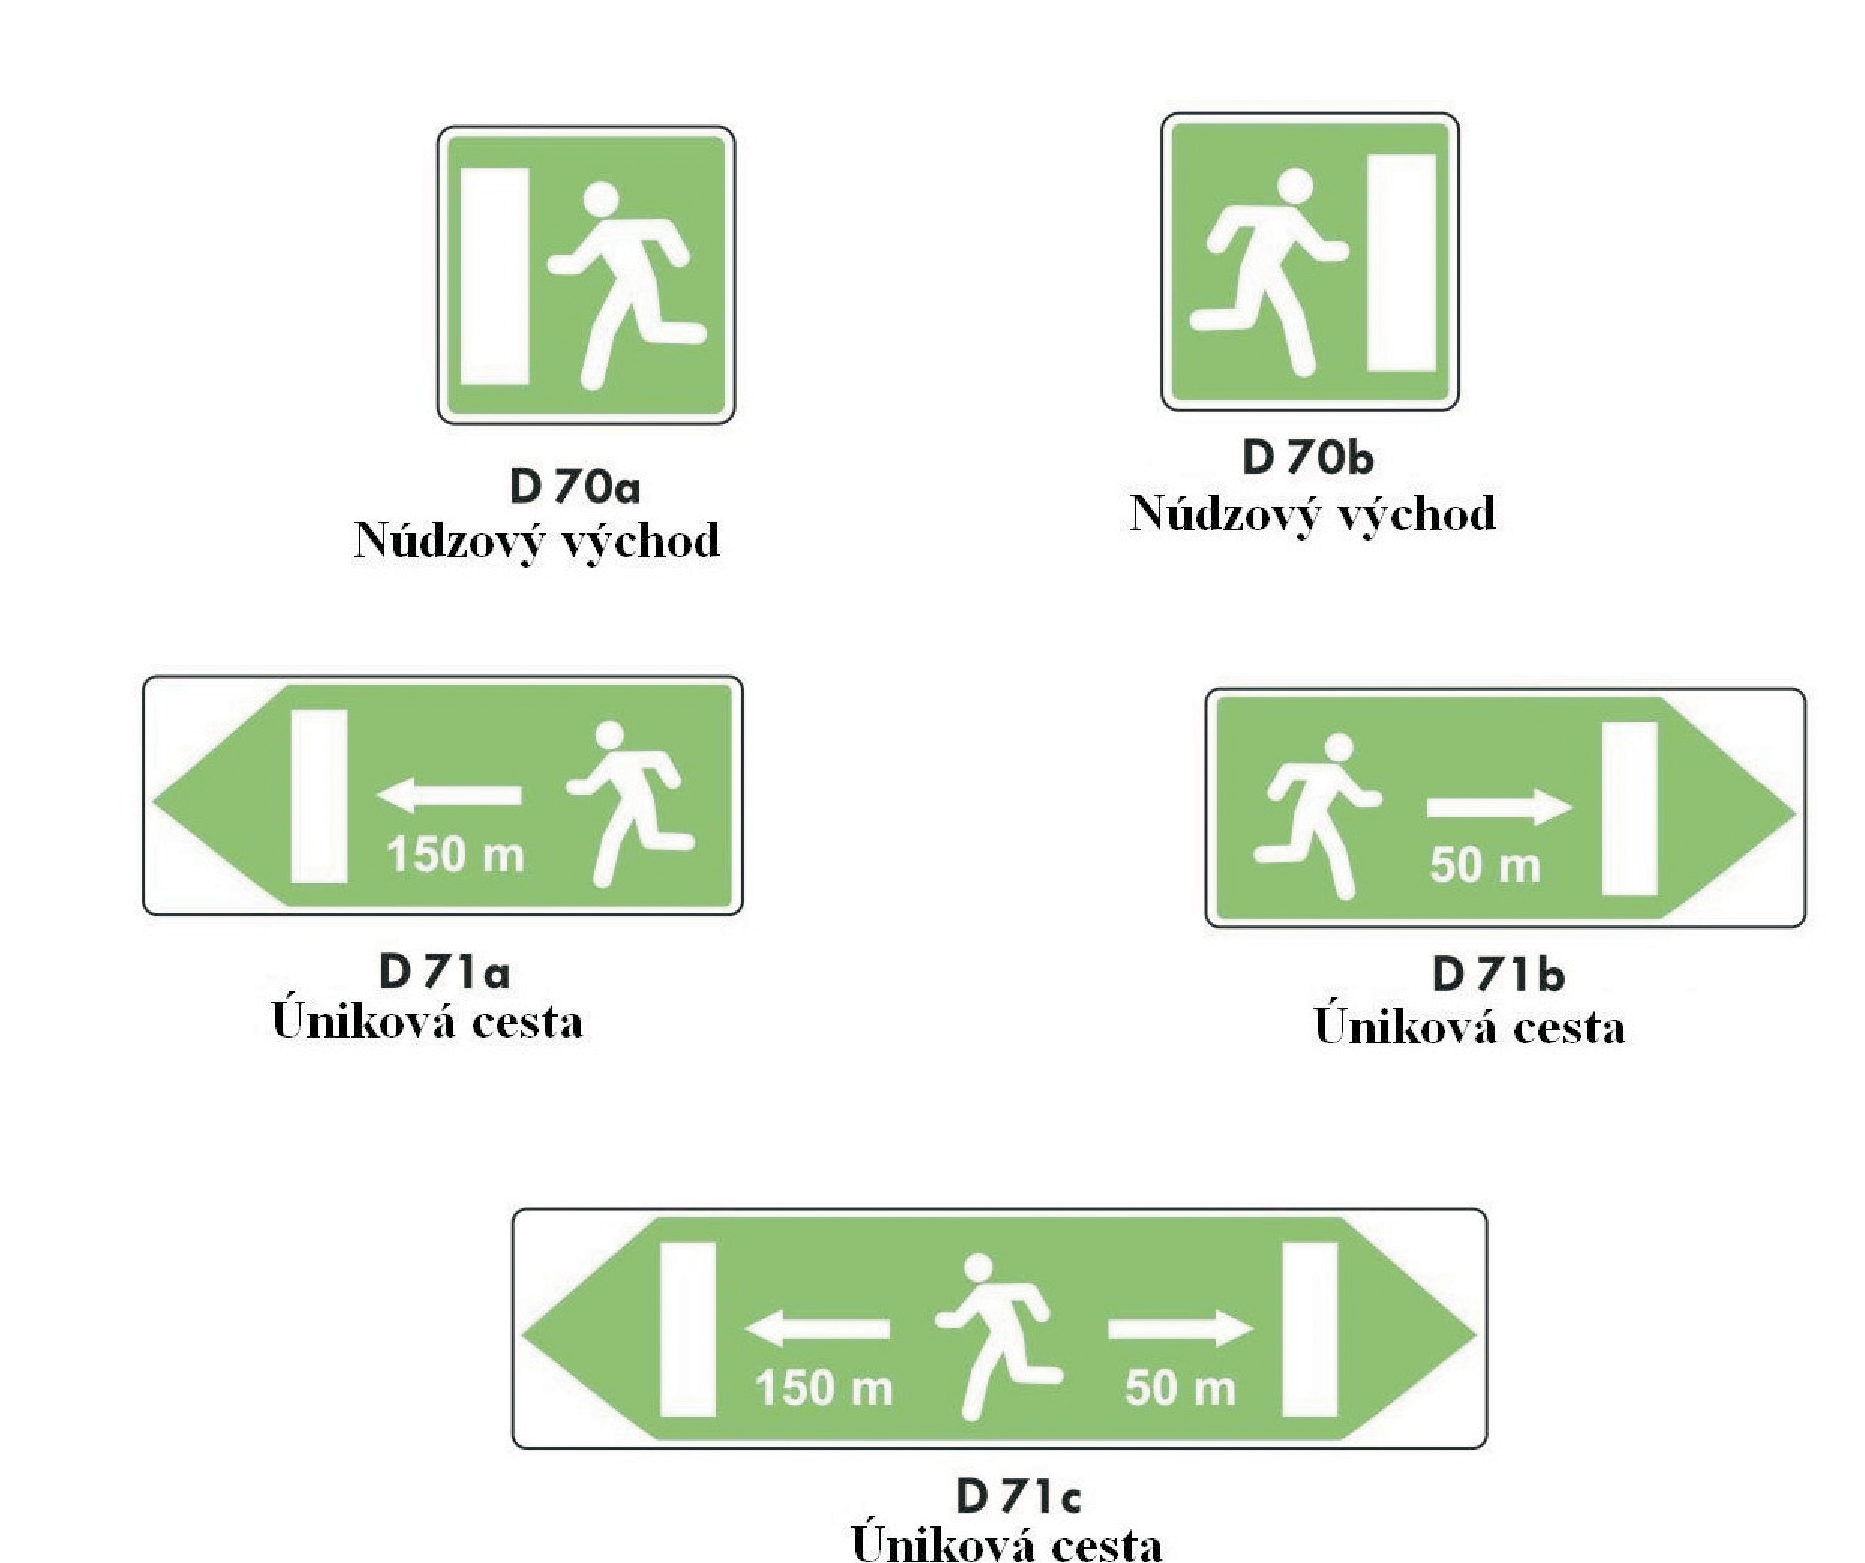 D 70a
Núdzový východ
D 70b
Núdzový východ
150 m
D 71a
Úniková cesta
50 m
D 71b
Úniková cesta
150 m
50 m
D 71c
Úniková cesta